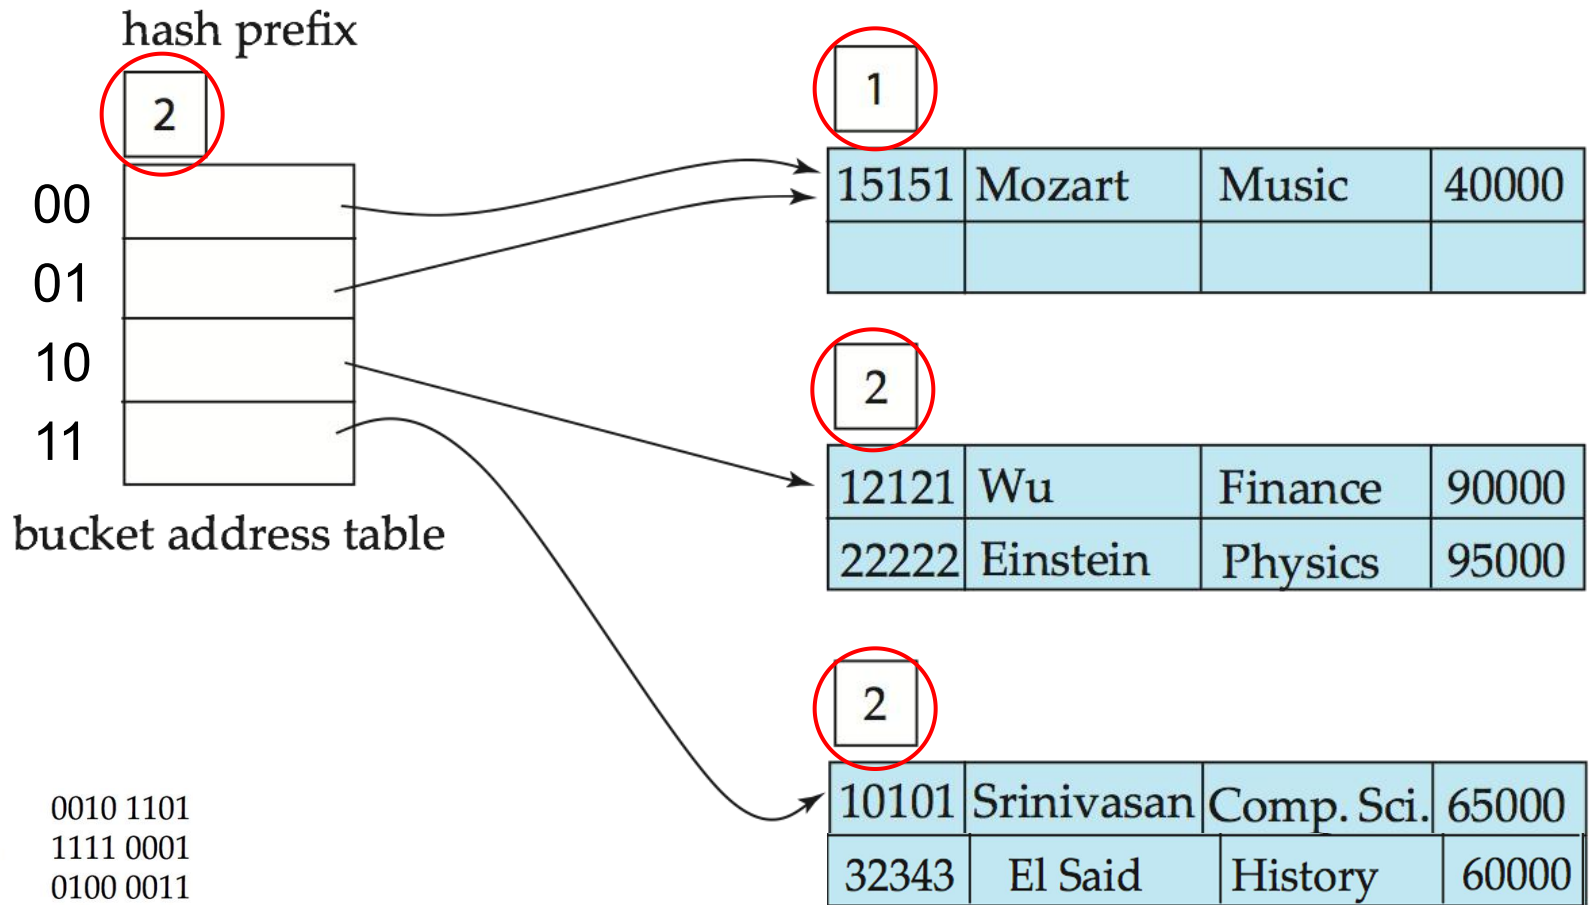 hash prefix
2
00
01
10
11
bucket address table
0010 1101
1111 0001
0100 0011
1
15151 Mozart Music 40000
2
12121 Wu Finance 90000
22222 Einstein Physics 95000
2
10101 Srinivasan Comp. Sci. 65000
32343 El Said History 60000